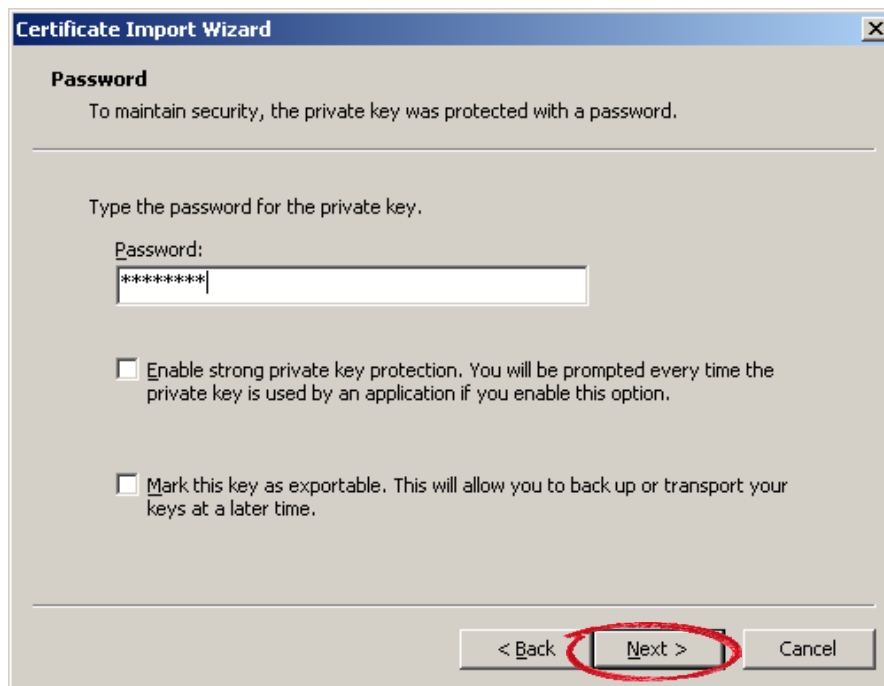 Certificate Import Wizard
Password
To maintain security, the private key was protected with a password.
Type the password for the private key.
Password:
********
Enable strong private key protection. You will be prompted every time the
private key is used by an application if you enable this option.
Mark this key as exportable. This will allow you to back up or transport your
keys at a later time.
< Back Next > Cancel